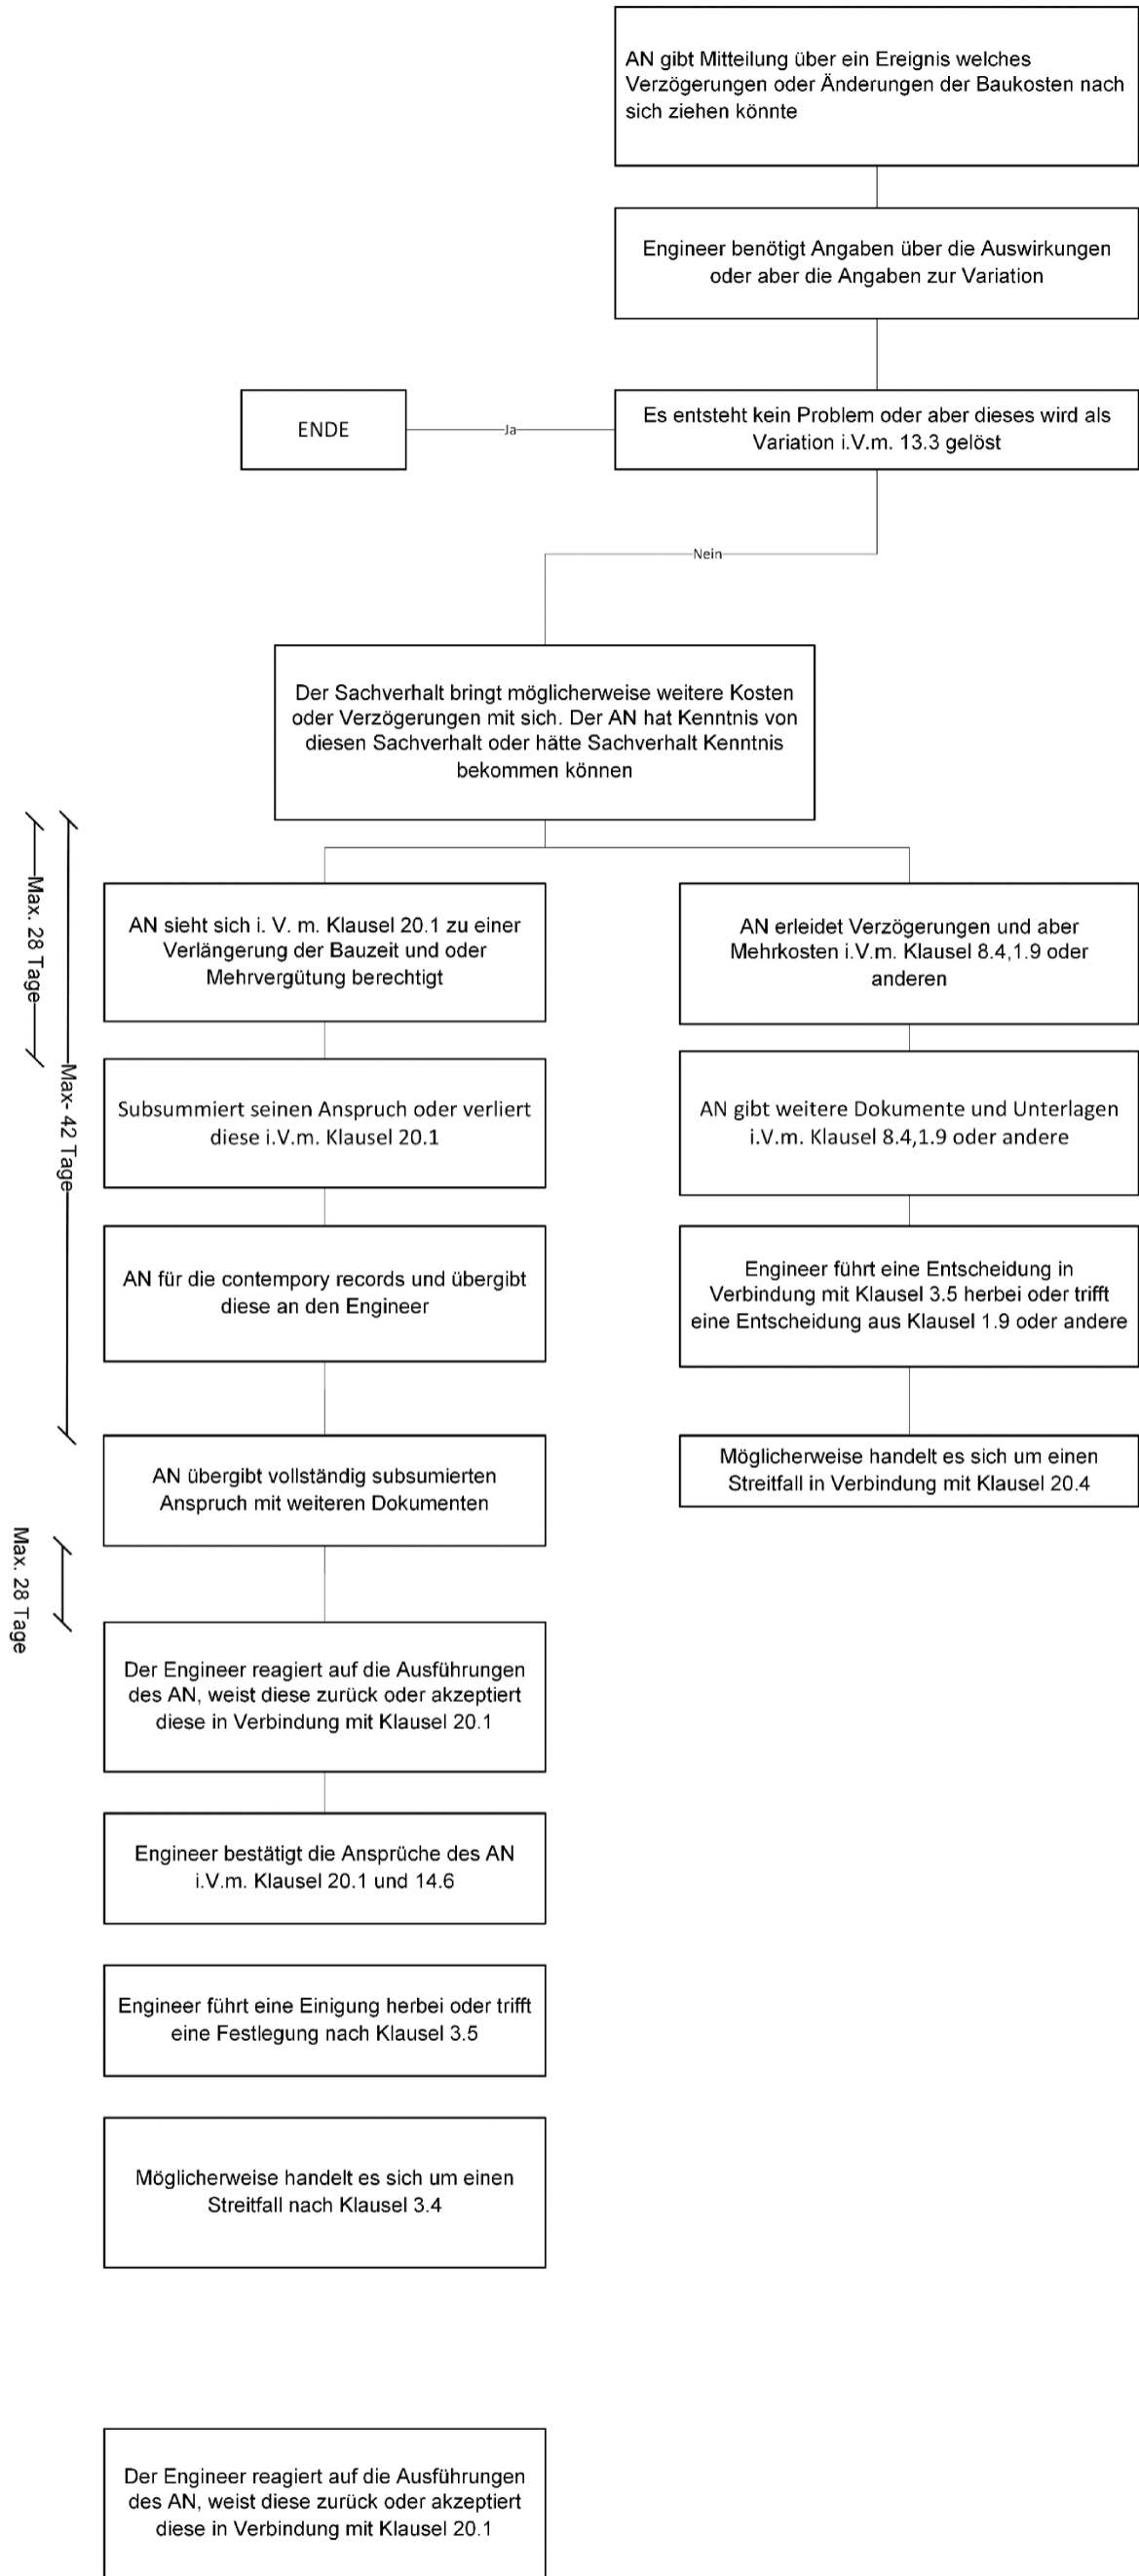 AN gibt Mitteilung über ein Ereignis welches
Verzögerungen oder Änderungen der Baukosten nach
sich ziehen könnte
Engineer benötigt Angaben über die Auswirkungen
oder aber die Angaben zur Variation
ENDE
Ja
Es entsteht kein Problem oder aber dieses wird als
Variation i.V.m. 13.3 gelöst
Nein
Der Sachverhalt bringt möglicherweise weitere Kosten
oder Verzögerungen mit sich. Der AN hat Kenntnis von
diesen Sachverhalt oder hätte Sachverhalt Kenntnis
bekommen können
Max. 28 Tage
Max- 42 Tage
AN sieht sich i. V. m. Klausel 20.1 zu einer
Verlängerung der Bauzeit und oder
Mehrvergütung berechtigt
Subsummiert seinen Anspruch oder verliert
diese i.V.m. Klausel 20.1
AN für die contempory records und übergibt
diese an den Engineer
AN übergibt vollständig subsumierten
Anspruch mit weiteren Dokumenten
AN erleidet Verzögerungen und aber
Mehrkosten i.V.m. Klausel 8.4,1.9 oder
anderen
AN gibt weitere Dokumente und Unterlagen
i.V.m. Klausel 8.4,1.9 oder andere
Engineer führt eine Entscheidung in
Verbindung mit Klausel 3.5 herbei oder trifft
eine Entscheidung aus Klausel 1.9 oder andere
Möglicherweise handelt es sich um einen
Streitfall in Verbindung mit Klausel 20.4
Max. 28 Tage
Der Engineer reagiert auf die Ausführungen
des AN, weist diese zurück oder akzeptiert
diese in Verbindung mit Klausel 20.1
Engineer bestätigt die Ansprüche des AN
i.V.m. Klausel 20.1 und 14.6
Engineer führt eine Einigung herbei oder trifft
eine Festlegung nach Klausel 3.5
Möglicherweise handelt es sich um einen
Streitfall nach Klausel 3.4
Der Engineer reagiert auf die Ausführungen
des AN, weist diese zurück oder akzeptiert
diese in Verbindung mit Klausel 20.1